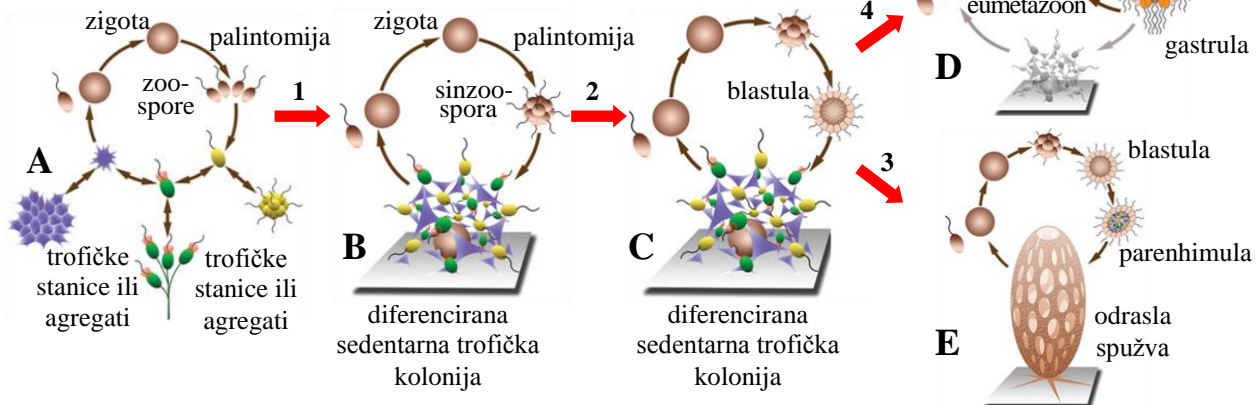 zigota
palintomija
zoo-
spore
A
trofičke
stanice ili
agregati
trofičke
stanice ili
agregati
1
zigota
palintomija
sinzoo-
spora
B
diferencirana
sedentarna trofička
kolonija
2
blastula
C
diferencirana
sedentarna trofička
kolonija
4
eumetazoon
gastrula
D
3
blastula
parenhimula
E
odrasla
spužva